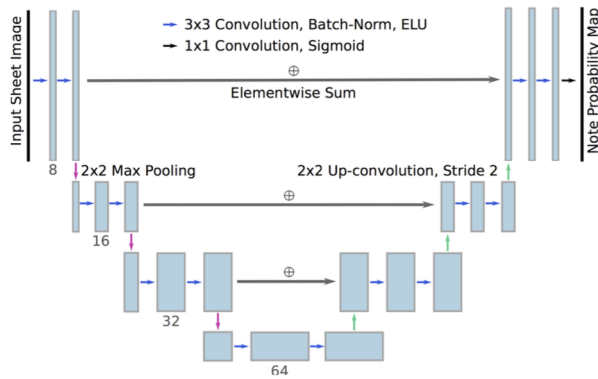 3x3 Convolution, Batch-Norm, ELU
1x1 Convolution, Sigmoid
Input Sheet Image
⊕
Elementwise Sum
Note Probability Map
8
2x2 Max Pooling
2x2 Up-convolution, Stride 2
⊕
16
⊕
32
64